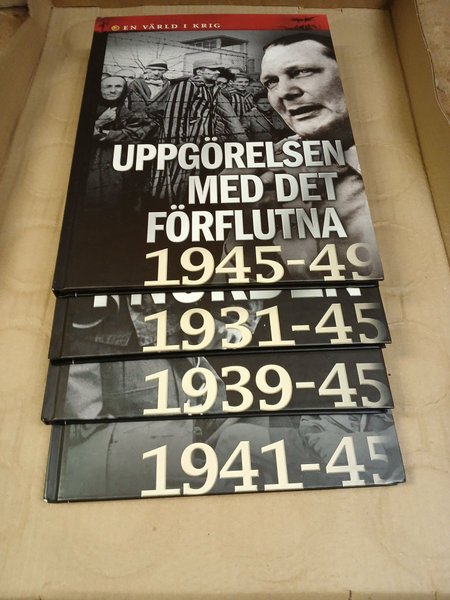 EN VÄRLD I KRIG
UPPGÖRELSEN
MED DET
FÖRFLUTNA
1945-49
1931-45
1939-45
1941-45